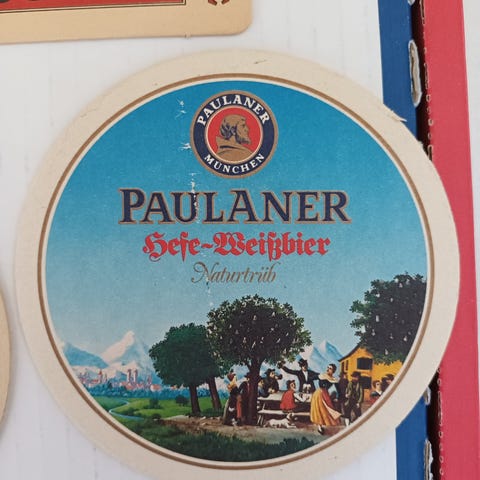 PAULANER
MÜNCHEN
PAULANER
Hefe-Weißbier
Naturtrüb